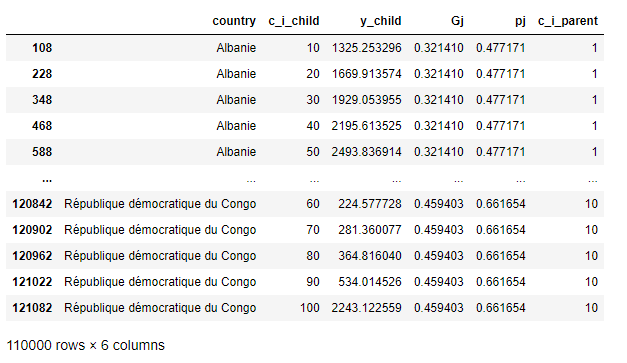 country c_i_child y_child Gj pj c_i_parent
108 Albanie 10 1325.253296 0.321410 0.477171 1
228 Albanie 20 1669.913574 0.321410 0.477171 1
348 Albanie 30 1929.053955 0.321410 0.477171 1
468 Albanie 40 2195.613525 0.321410 0.477171 1
588 Albanie 50 2493.836914 0.321410 0.477171 1
... ... ... ... ... ... ...
120842 République démocratique du Congo 60 224.577728 0.459403 0.661654 10
120902 République démocratique du Congo 70 281.360077 0.459403 0.661654 10
120962 République démocratique du Congo 80 364.816040 0.459403 0.661654 10
121022 République démocratique du Congo 90 534.014526 0.459403 0.661654 10
121082 République démocratique du Congo 100 2243.122559 0.459403 0.661654 10
110000 rows × 6 columns